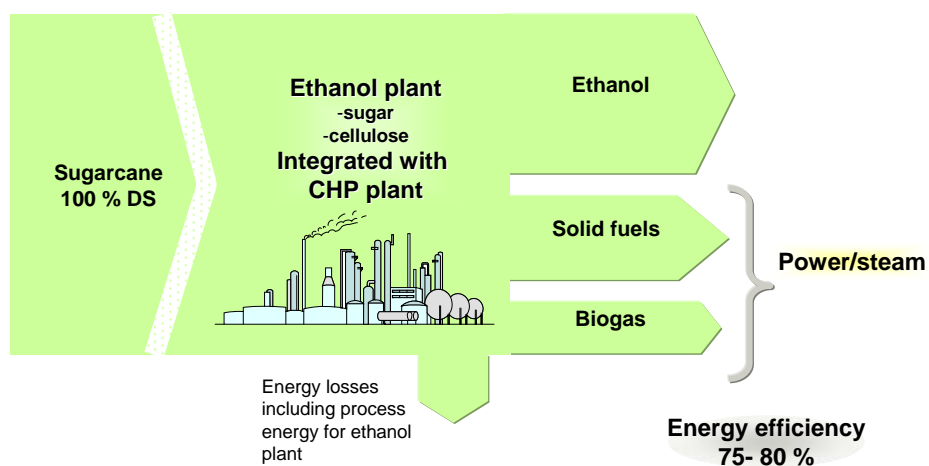 Sugarcane
100 % DS
Ethanol plant
-sugar
-cellulose
Integrated with
CHP plant
Ethanol
Solid fuels
Biogas
Power/steam
Energy losses
including process
energy for ethanol
plant
Energy efficiency
75- 80 %